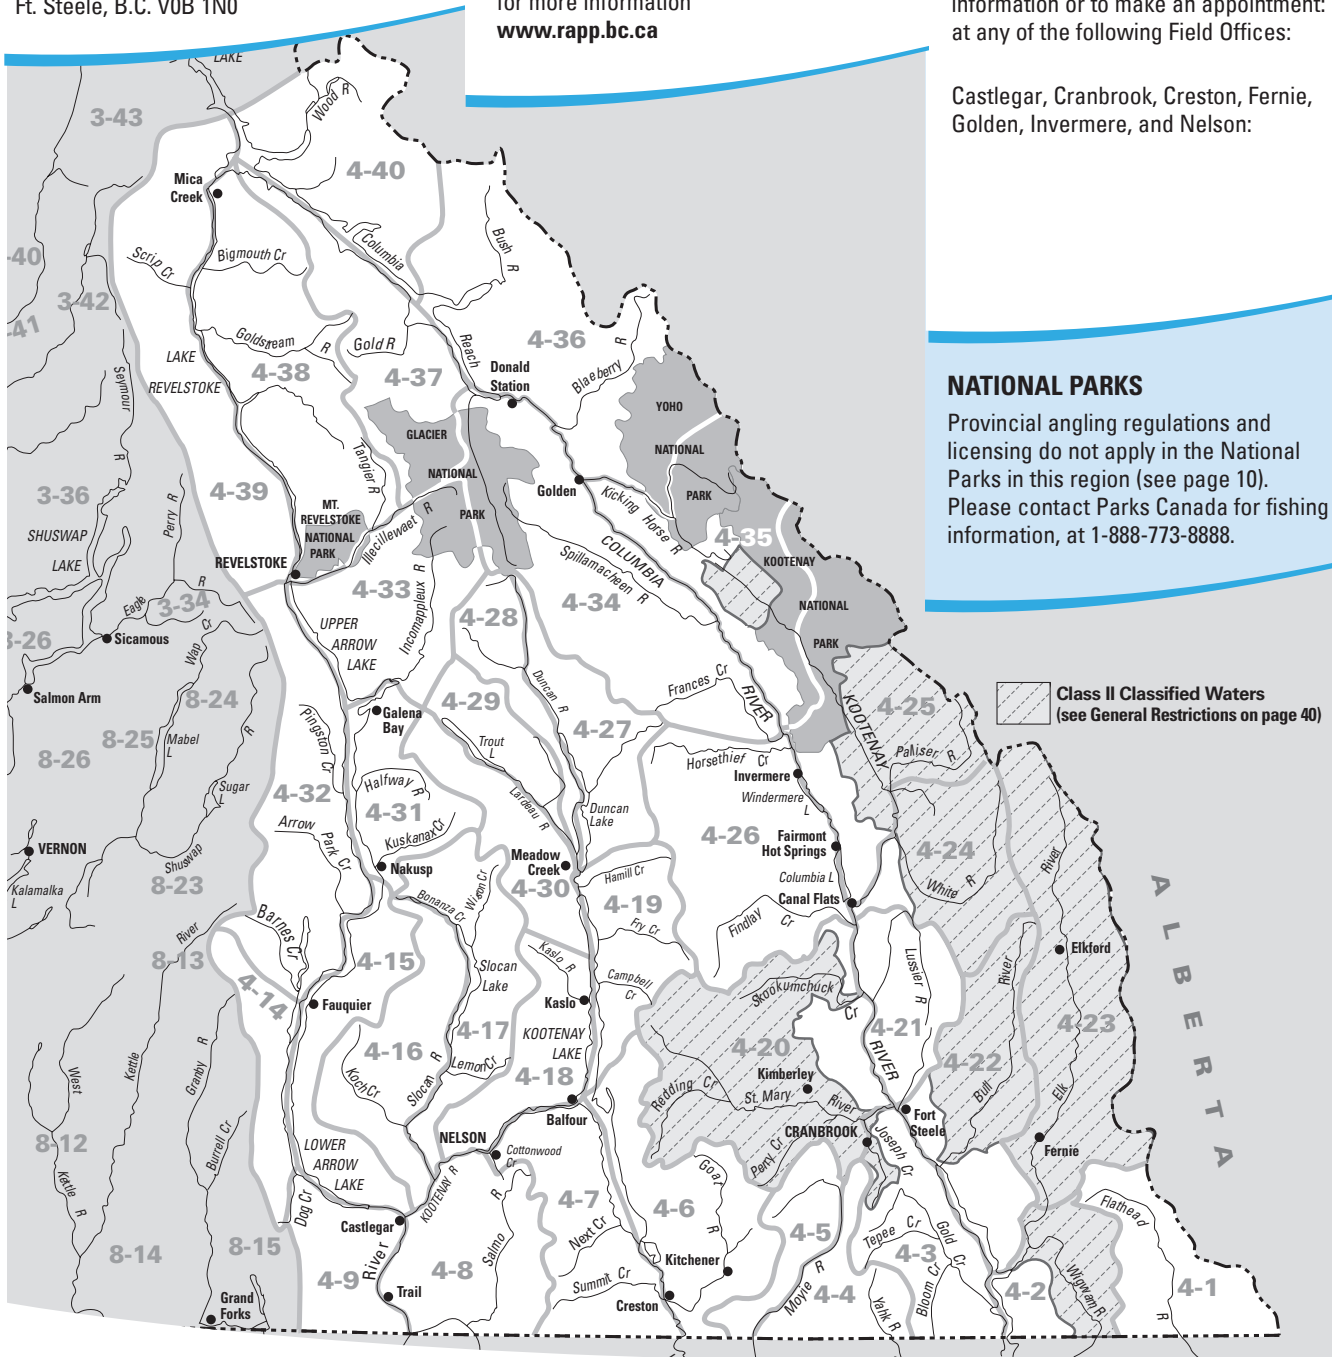 Ft. Steele, B.C. V0B 1N0
for more information
www.rapp.bc.ca
information or to make an appointment:
at any of the following Field Offices:
Castlegar, Cranbrook, Creston, Fernie,
Golden, Invermere, and Nelson:
NATIONAL PARKS
Provincial angling regulations and
licensing do not apply in the National
Parks in this region (see page 10).
Please contact Parks Canada for fishing
information, at 1-888-773-8888.
Class II Classified Waters
(see General Restrictions on page 40)
ALBERTA
LAKE
3-43
Wood R
4-40
Mica
Creek
Scrip Cr
Bigmouth Cr
Columbia
Reach
Bush R
-40
3-42
-41
Goldstream R
Gold R
4-36
LAKE
REVELSTOKE
4-38
4-37
Donald
Station
Blaeberry R
Seymour R
YOHO
NATIONAL
PARK
GLACIER
NATIONAL
PARK
Tangier R
3-36
4-39
Perry R
MT.
REVELSTOKE
NATIONAL
PARK
Golden
Kicking Horse R
4-35
SHUSWAP
LAKE
REVELSTOKE
Illecillewaet R
KOOTENAY
NATIONAL
PARK
COLUMBIA
RIVER
Spillamacheen R
4-33
Incomappleux R
4-28
4-34
Eagle R
3-34
UPPER
ARROW
LAKE
8-26
Sicamous
Wap Cr
Salmon Arm
8-24
Frances Cr
KOOTENAY
4-25
Palliser R
Duncan R
4-29
4-27
Galena
Bay
Pingston Cr
8-25
Mabel
L
8-26
Trout
L
Horsethief Cr
Invermere
Windermere
L
Sugar
L
4-32
Halfway R
4-31
Lardeau R
Duncan
Lake
Arrow Park Cr
Kuskanax Cr
4-26
Fairmont
Hot Springs
4-24
River
VERNON
Shuswap
R
8-23
Nakusp
Meadow
Creek
4-30
Hamill Cr
Columbia L
White R
Kalamalka
L
Bonanza Cr
Wilson Cr
4-19
Canal Flats
Barnes Cr
River
Fry Cr
Findlay Cr
8-13
4-15
Slocan
Lake
Kaslo R
Campbell
Cr
Lussier R
River
Elkford
4-14
Fauquier
Kaslo
Skookumchuck
Cr
4-17
KOOTENAY
LAKE
4-21
4-23
Kettle
Granby R
4-16
4-20
RIVER
4-22
West
Koch Cr
Slocan R
Lemon Cr
4-18
Redding Cr
Kimberley
St. Mary River
Bull
Elk
Balfour
Fort
Steele
8-12
Burrell Cr
LOWER
ARROW
LAKE
NELSON
Cottonwood
Cr
CRANBROOK
Joseph Cr
Perry Cr
Fernie
Kettle R
Dog Cr
KOOTENAY R
Goat R
Flathead R
4-7
4-6
4-5
Castlegar
8-14
8-15
Salmo R
Next Cr
Tepee Cr
Gold Cr
4-3
Kitchener
4-9
River
4-8
Summit Cr
Moyie R
4-4
Bloom Cr
4-2
Wigwam R
4-1
Grand
Forks
Trail
Creston
Yahk R